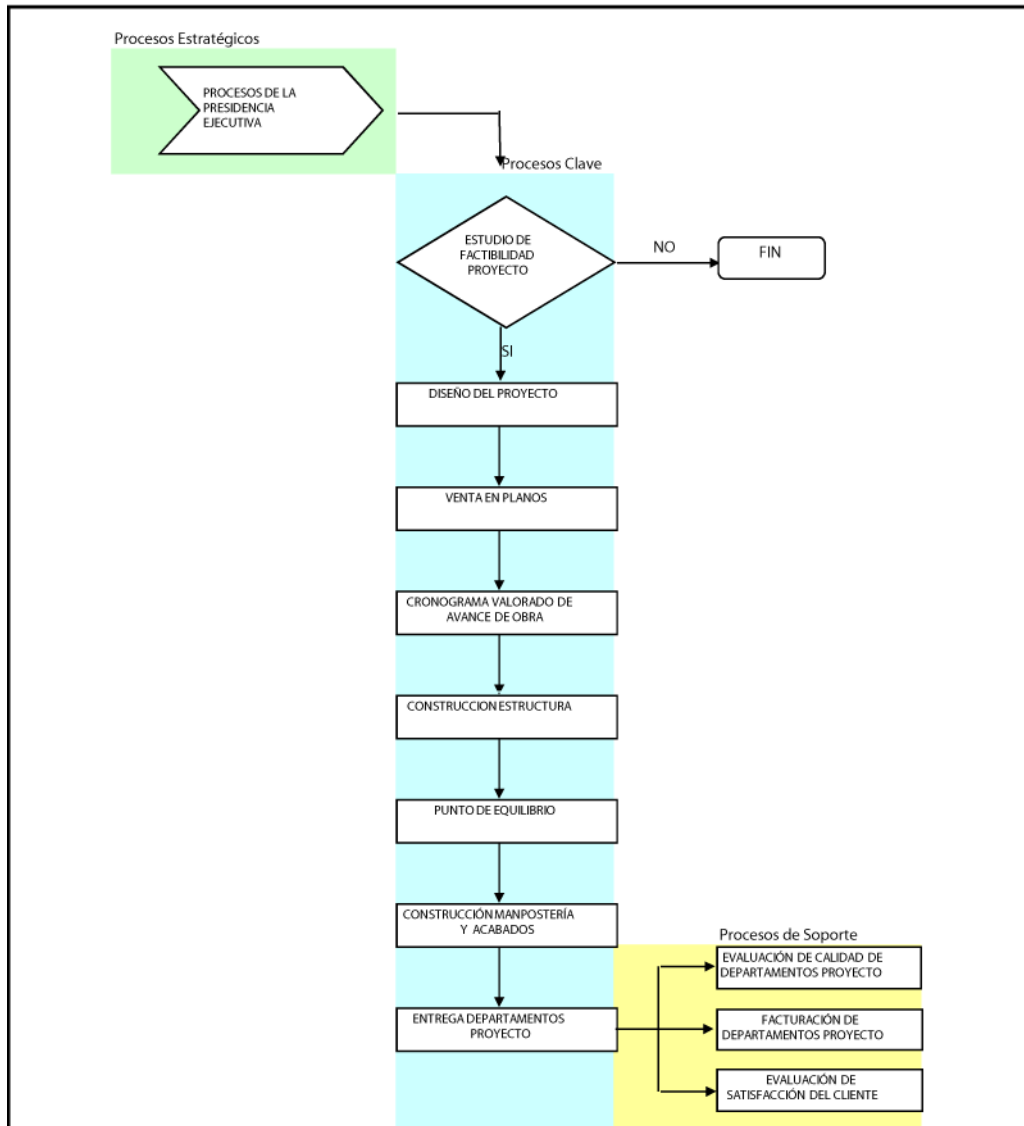 Procesos Estratégicos
PROCESOS DE LA
PRESIDENCIA
EJECUTIVA
Procesos Clave
ESTUDIO DE
FACTIBILIDAD
PROYECTO
NO
FIN
SI
DISEÑO DEL PROYECTO
VENTA EN PLANOS
CRONOGRAMA VALORADO DE
AVANCE DE OBRA
CONSTRUCCION ESTRUCTURA
PUNTO DE EQUILIBRIO
CONSTRUCCIÓN MANPOSTERÍA
Y ACABADOS
ENTREGA DEPARTAMENTOS
PROYECTO
Procesos de Soporte
EVALUACIÓN DE CALIDAD DE
DEPARTAMENTOS PROYECTO
FACTURACIÓN DE
DEPARTAMENTOS PROYECTO
EVALUACIÓN DE
SATISFACCIÓN DEL CLIENTE